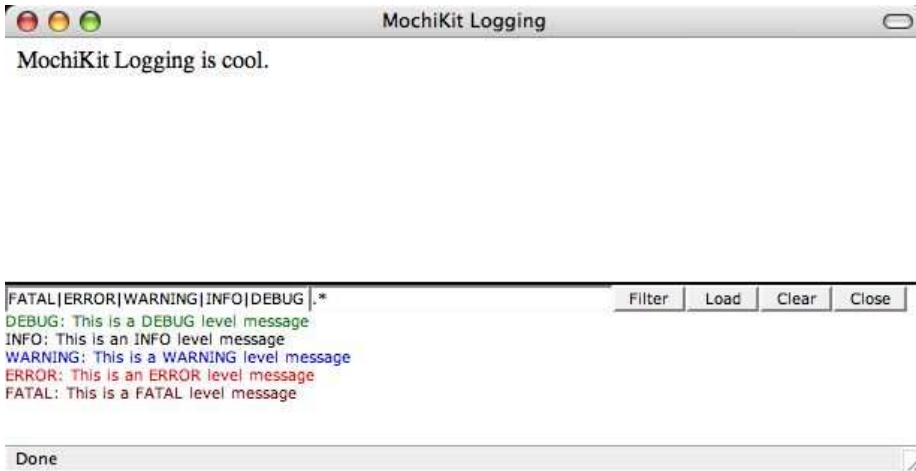 MochiKit Logging
MochiKit Logging is cool.
FATAL|ERROR|WARNING|INFO|DEBUG .* Filter Load Clear Close
DEBUG: This is a DEBUG level message
INFO: This is an INFO level message
WARNING: This is a WARNING level message
ERROR: This is an ERROR level message
FATAL: This is a FATAL level message
Done